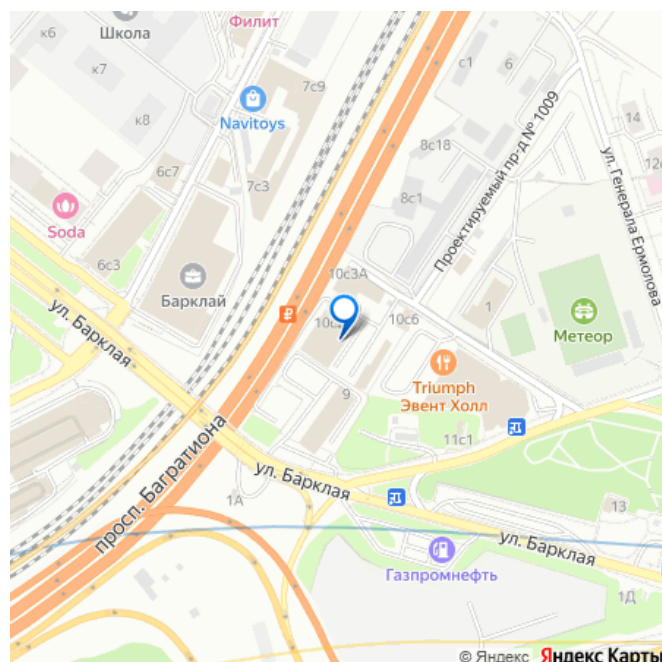 Филит
к6
Школа
к7
7с9
с1
6
Navitoys
к8
8с18
Проектируемый пр-д № 1009
14
ул. Генерала Ермолова
6с7
7с3
8с1
Soda
6с3
Барклай
10с3А
10с6
1
Метеор
ул. Барклая
Triumph
Эвент Холл
9
11с1
просп. Багратиона
ул. Барклая
1А
13
ул. Барклая
Газпромнефть
1Д
© Яндекс Яндекс Карты